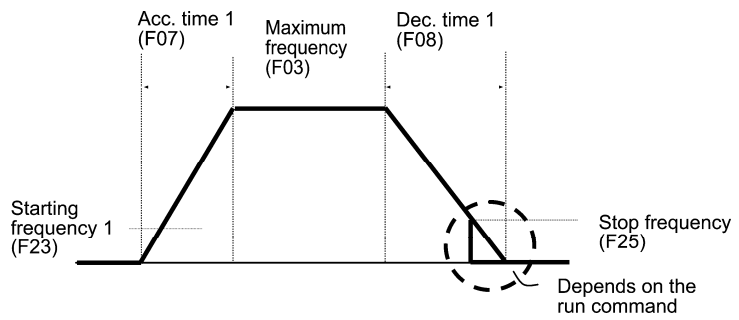 Acc. time 1
(F07)
Maximum
frequency
(F03)
Dec. time 1
(F08)
Starting
frequency 1
(F23)
Stop frequency
(F25)
Depends on the
run command